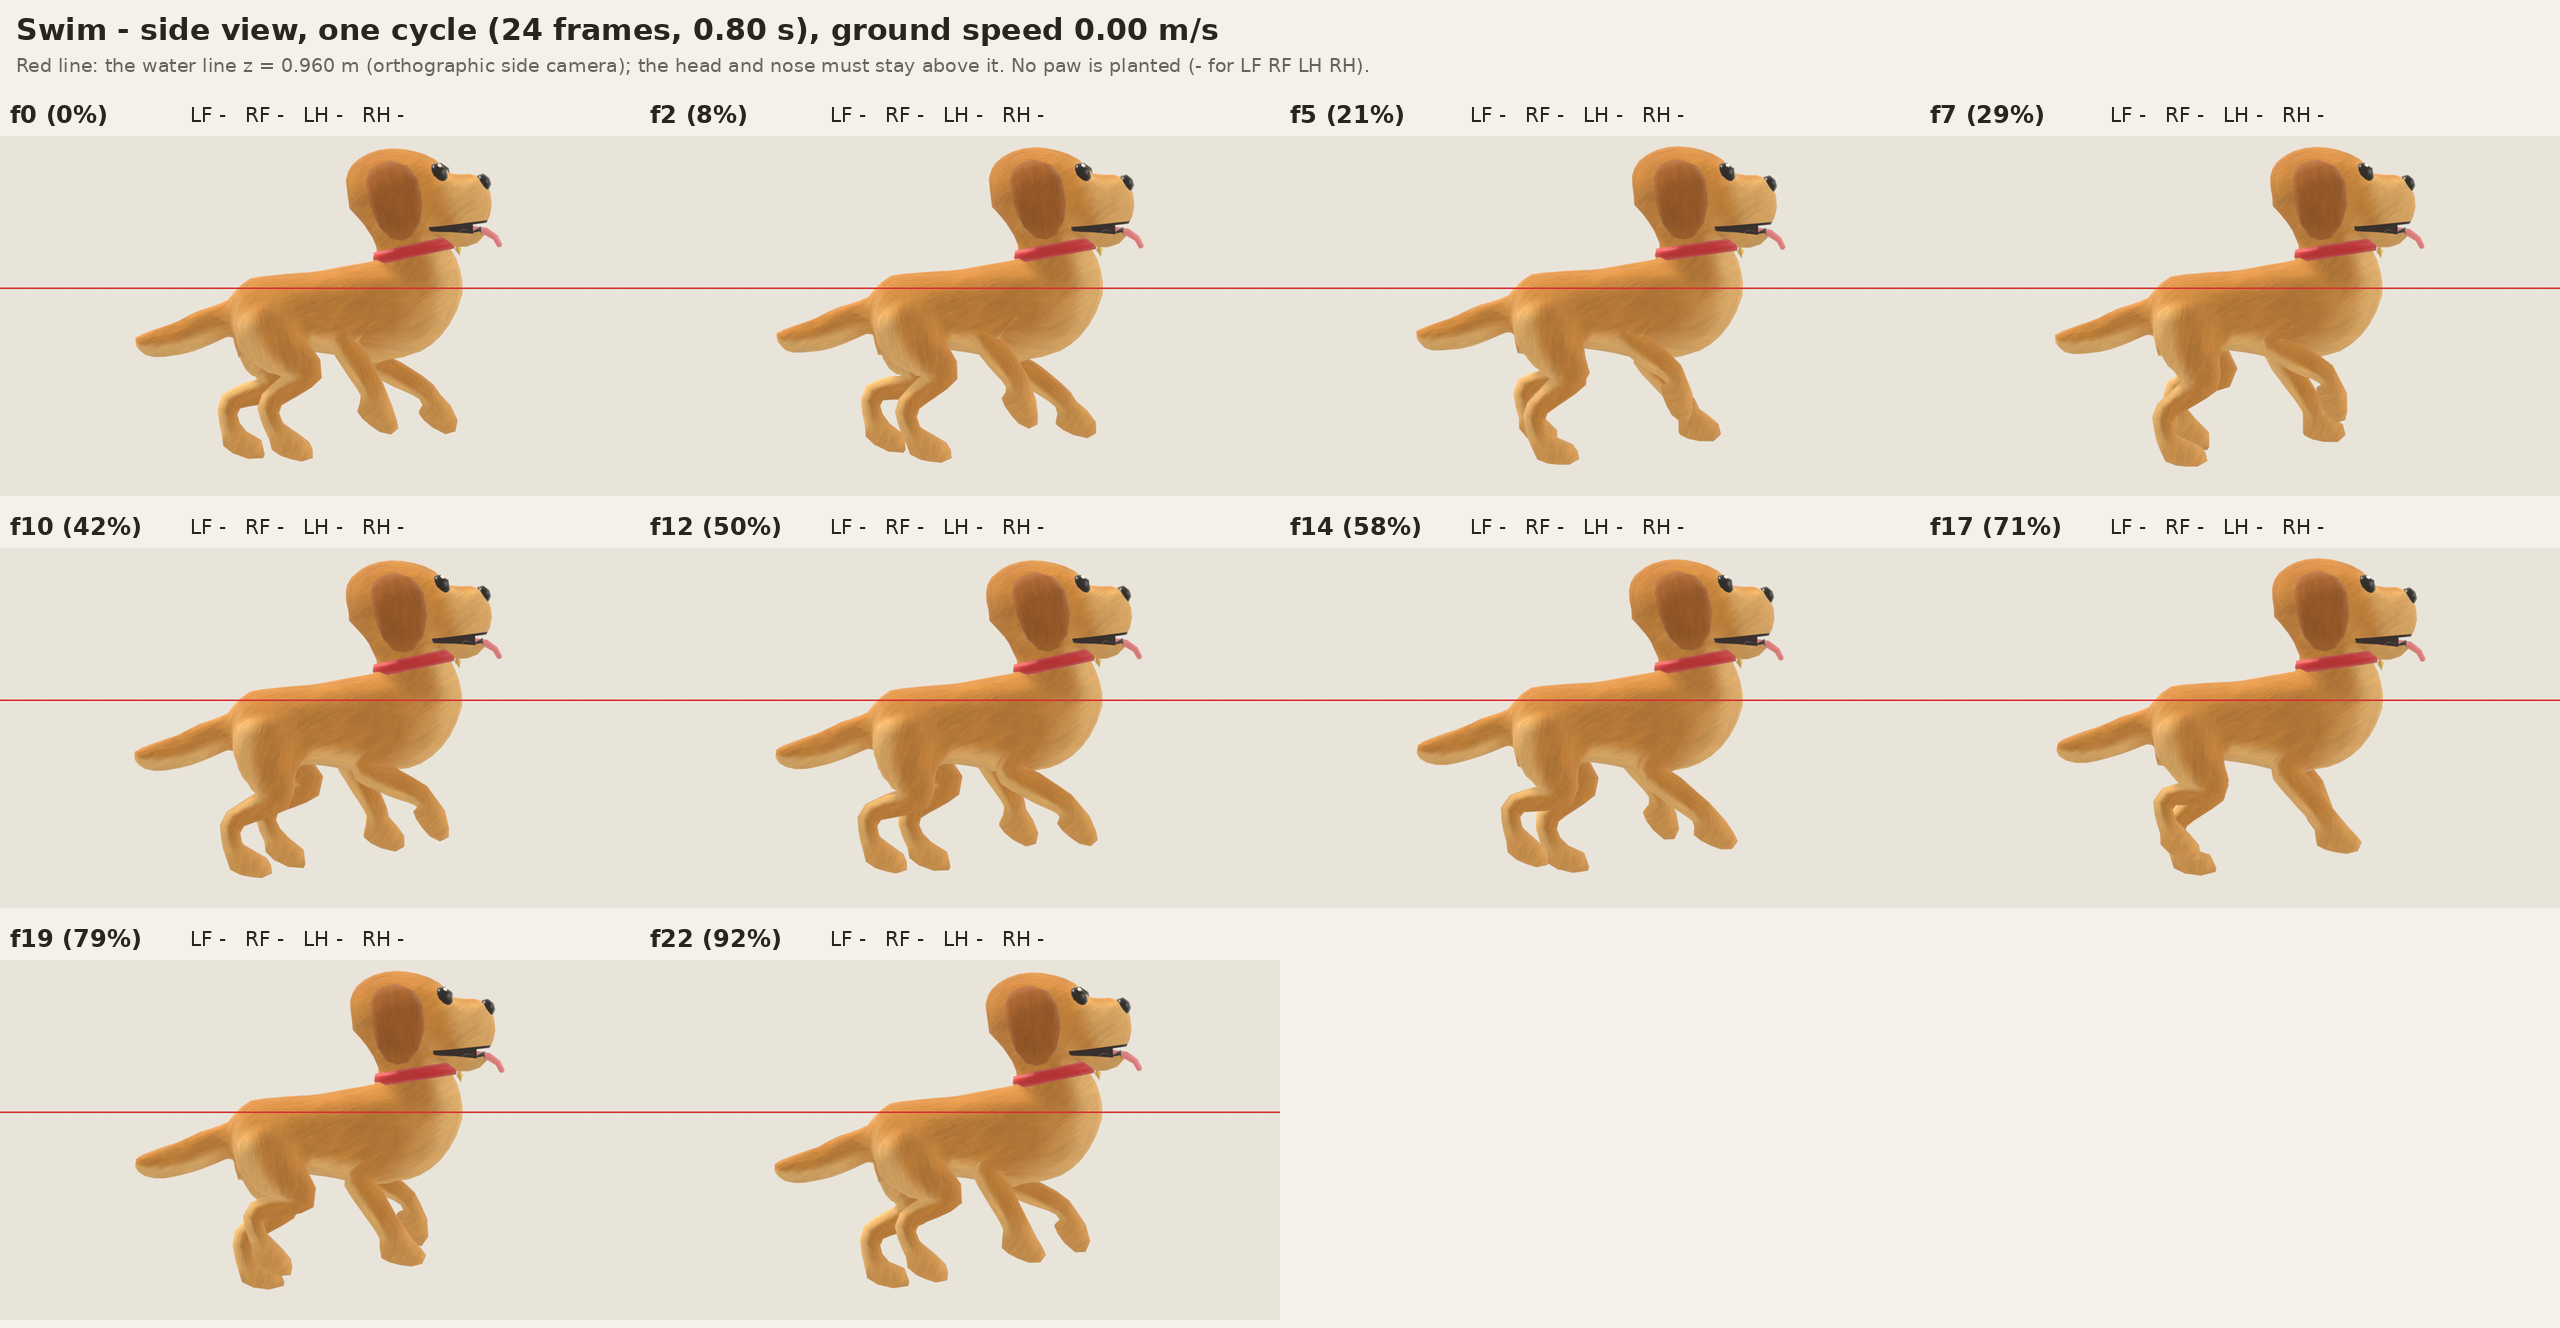 Swim - side view, one cycle (24 frames, 0.80 s), ground speed 0.00 m/s
Red line: the water line z = 0.960 m (orthographic side camera); the head and nose must stay above it. No paw is planted (- for LF RF LH RH).
f0 (0%) LF - RF - LH - RH -
f2 (8%) LF - RF - LH - RH -
f5 (21%) LF - RF - LH - RH -
f7 (29%) LF - RF - LH - RH -
f10 (42%) LF - RF - LH - RH -
f12 (50%) LF - RF - LH - RH -
f14 (58%) LF - RF - LH - RH -
f17 (71%) LF - RF - LH - RH -
f19 (79%) LF - RF - LH - RH -
f22 (92%) LF - RF - LH - RH -